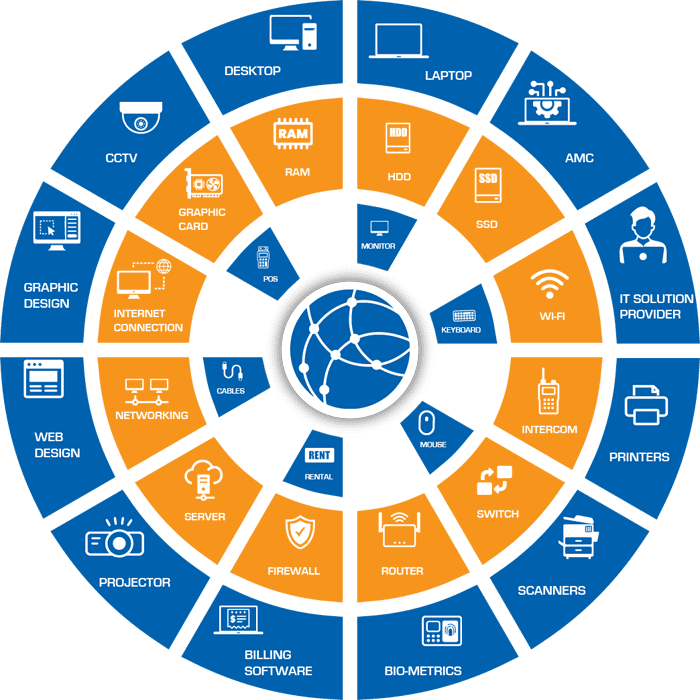 DESKTOP
LAPTOP
CCTV
AMC
GRAPHIC
DESIGN
IT SOLUTION
PROVIDER
WEB
DESIGN
PRINTERS
PROJECTOR
SCANNERS
$
BILLING
SOFTWARE
BIO-METRICS
RAM
RAM
HDD
HDD
GRAPHIC
CARD
SSD
SSD
INTERNET
CONNECTION
WI-FI
NETWORKING
INTERCOM
SERVER
SWITCH
FIREWALL
ROUTER
MONITOR
POS
KEYBOARD
CABLES
MOUSE
RENT
RENTAL